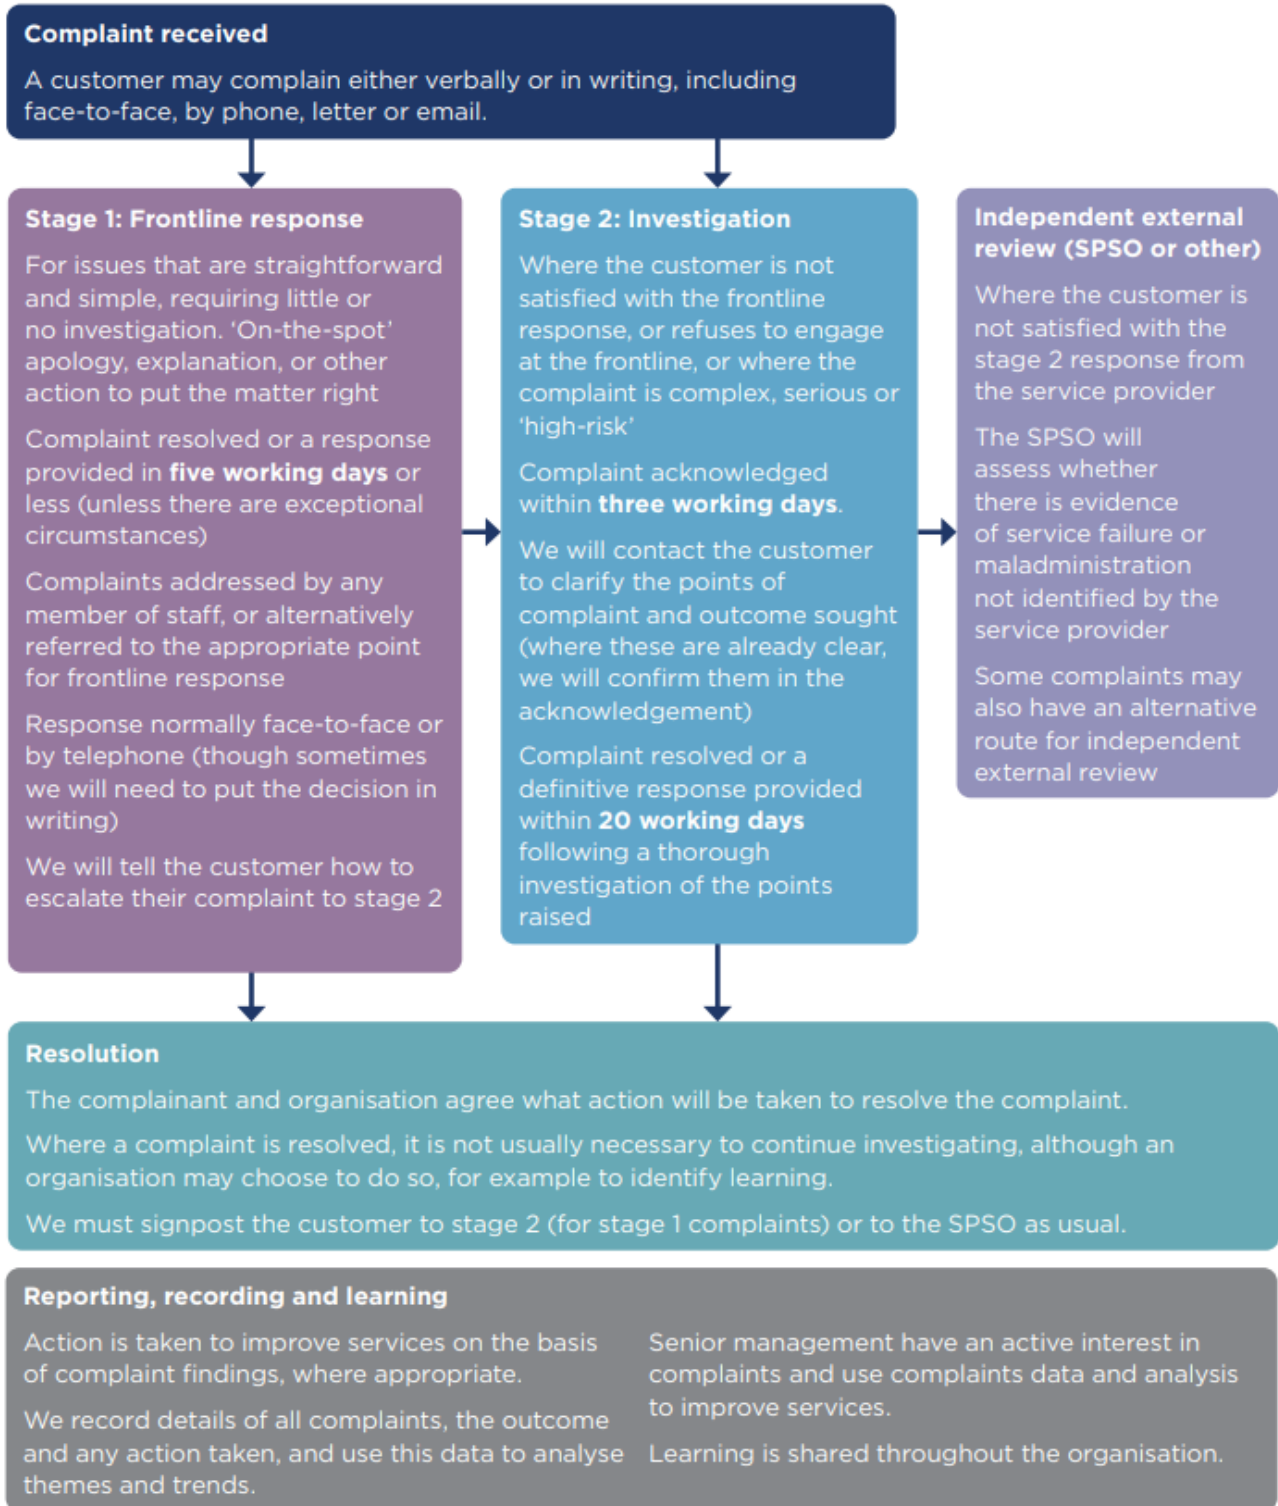 Complaint received
A customer may complain either verbally or in writing, including
face-to-face, by phone, letter or email.
Stage 1: Frontline response
For issues that are straightforward
and simple, requiring little or
no investigation. ‘On-the-spot’
apology, explanation, or other
action to put the matter right
Complaint resolved or a response
provided in five working days or
less (unless there are exceptional
circumstances)
Complaints addressed by any
member of staff, or alternatively
referred to the appropriate point
for frontline response
Response normally face-to-face or
by telephone (though sometimes
we will need to put the decision in
writing)
We will tell the customer how to
escalate their complaint to stage 2
Stage 2: Investigation
Where the customer is not
satisfied with the frontline
response, or refuses to engage
at the frontline, or where the
complaint is complex, serious or
‘high-risk’
Complaint acknowledged
within three working days.
We will contact the customer
to clarify the points of
complaint and outcome sought
(where these are already clear,
we will confirm them in the
acknowledgement)
Complaint resolved or a
definitive response provided
within 20 working days
following a thorough
investigation of the points
raised
Independent external
review (SPSO or other)
Where the customer is
not satisfied with the
stage 2 response from
the service provider
The SPSO will
assess whether
there is evidence
of service failure or
maladministration
not identified by the
service provider
Some complaints may
also have an alternative
route for independent
external review
Resolution
The complainant and organisation agree what action will be taken to resolve the complaint.
Where a complaint is resolved, it is not usually necessary to continue investigating, although an
organisation may choose to do so, for example to identify learning.
We must signpost the customer to stage 2 (for stage 1 complaints) or to the SPSO as usual.
Reporting, recording and learning
Action is taken to improve services on the basis
of complaint findings, where appropriate.
We record details of all complaints, the outcome
and any action taken, and use this data to analyse
themes and trends.
Senior management have an active interest in
complaints and use complaints data and analysis
to improve services.
Learning is shared throughout the organisation.